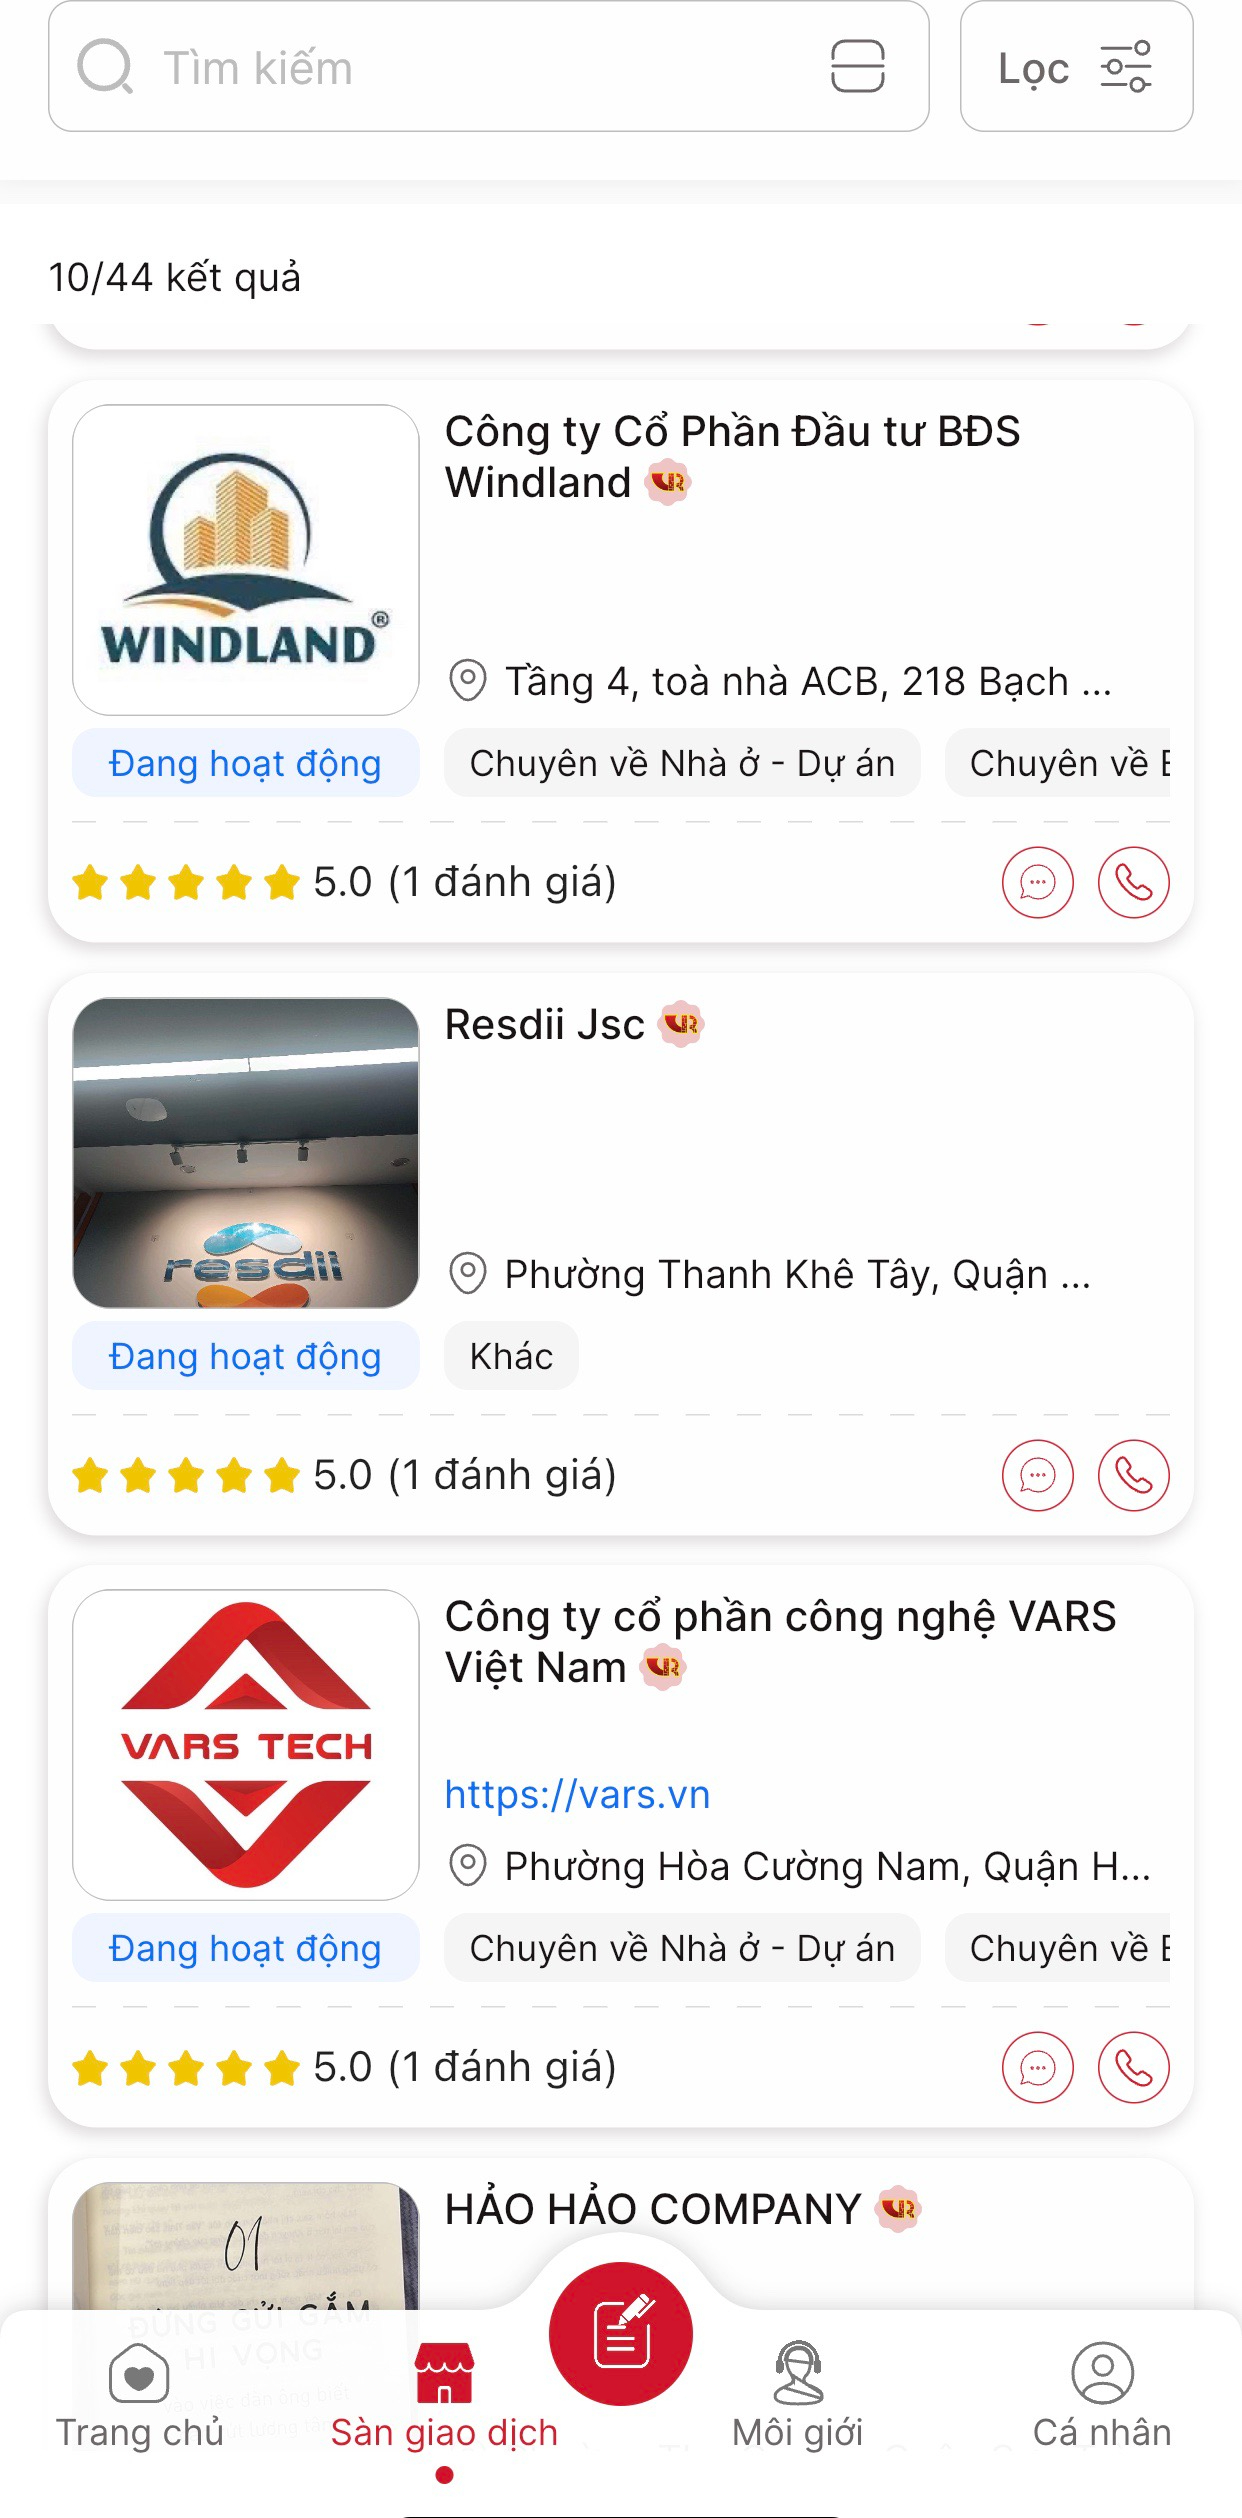 Tìm kiếm
Lọc
10/44 kết quả
Công ty Cổ Phần Đầu tư BĐS
Windland
WINDLAND®
Tầng 4, toà nhà ACB, 218 Bạch ...
Đang hoạt động
Chuyên về Nhà ở - Dự án
Chuyên về
5.0 (1 đánh giá)
Resdii Jsc
resdii
Phường Thanh Khê Tây, Quận ...
Đang hoạt động
Khác
5.0 (1 đánh giá)
Công ty cổ phần công nghệ VARS
Việt Nam
VARS TECH
https://vars.vn
Phường Hòa Cường Nam, Quận H...
Đang hoạt động
Chuyên về Nhà ở - Dự án
Chuyên về
5.0 (1 đánh giá)
HẢO HẢO COMPANY
01
ĐỪNG GỬI GẮM
HI VỌNG
Trang chủ
Sàn giao dịch
Môi giới
Cá nhân